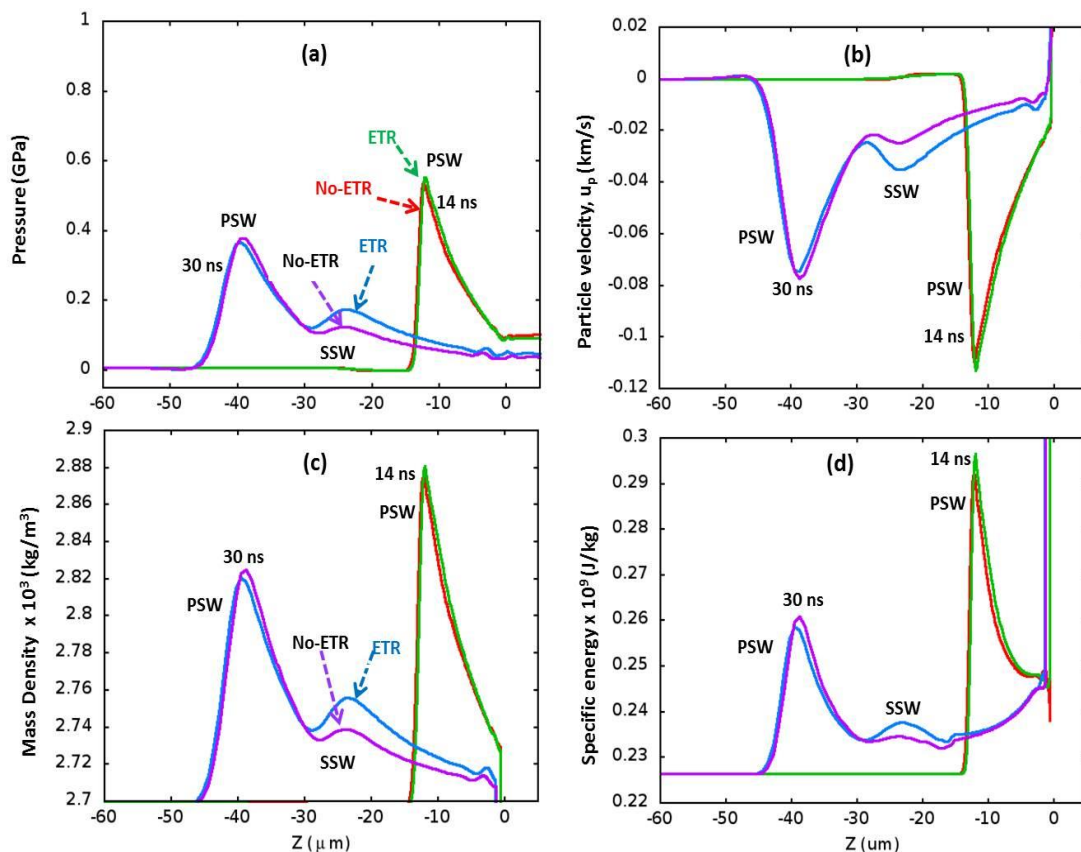 (a)
Pressure (GPa)
1
0.8
0.6
0.4
0.2
0
ETR
PSW
No-ETR
14 ns
PSW
30 ns
No-ETR
ETR
SSW
-60 -50 -40 -30 -20 -10 0
(b)
Particle velocity, u_p (km/s)
0
-0.02
-0.04
-0.06
-0.08
-0.1
-0.12
SSW
PSW
30 ns
PSW
14 ns
-60 -50 -40 -30 -20 -10 0
(c)
Mass Density x 10³ (kg/m³)
2.9
2.88
2.86
2.84
2.82
2.8
2.78
2.76
2.74
2.72
2.7
14 ns
PSW
30 ns
PSW
No-ETR
ETR
SSW
-60 -50 -40 -30 -20 -10 0
Z (μm)
(d)
Specific energy x 10⁹ (J/kg)
0.3
0.29
0.28
0.27
0.26
0.25
0.24
0.23
0.22
14 ns
PSW
30 ns
PSW
SSW
-60 -50 -40 -30 -20 -10 0
Z (um)